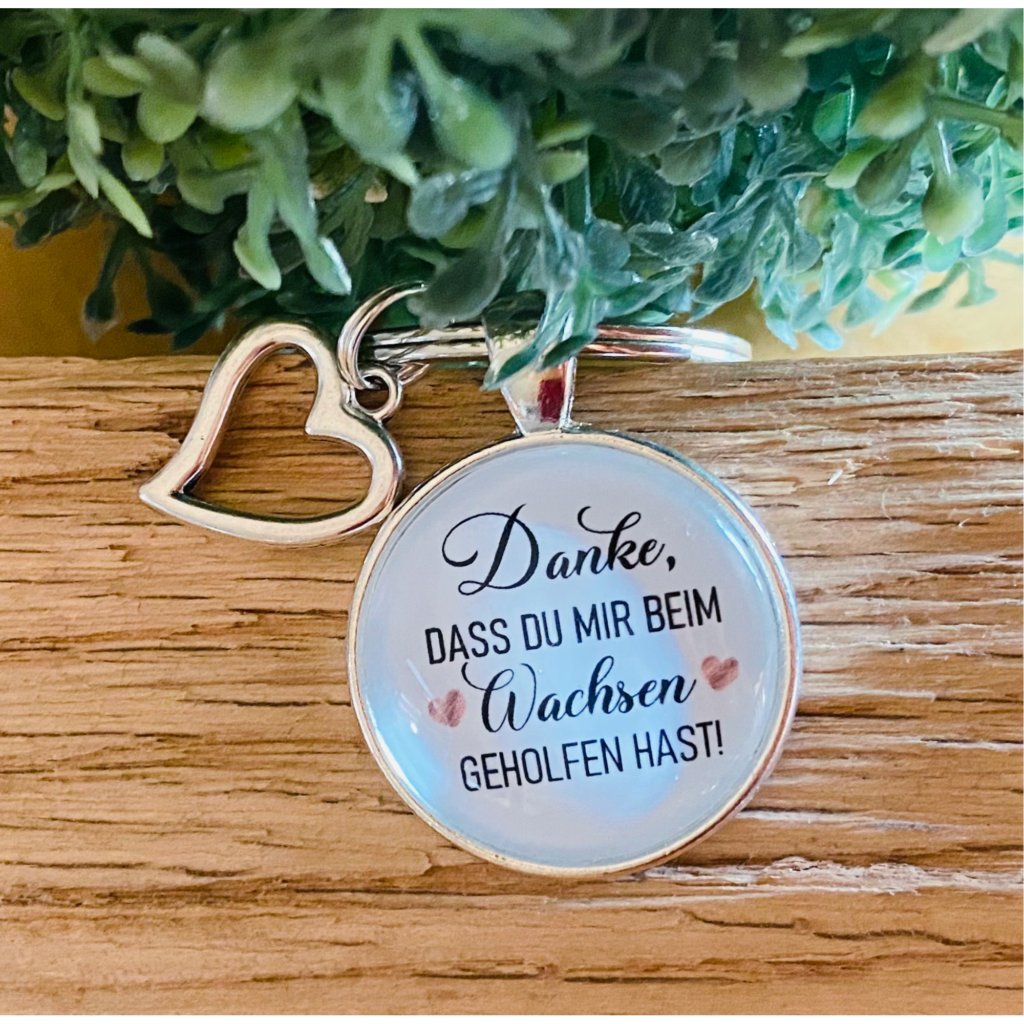 Danke,
DASS DU MIR BEIM
Wachsen
GEHOLFEN HAST!